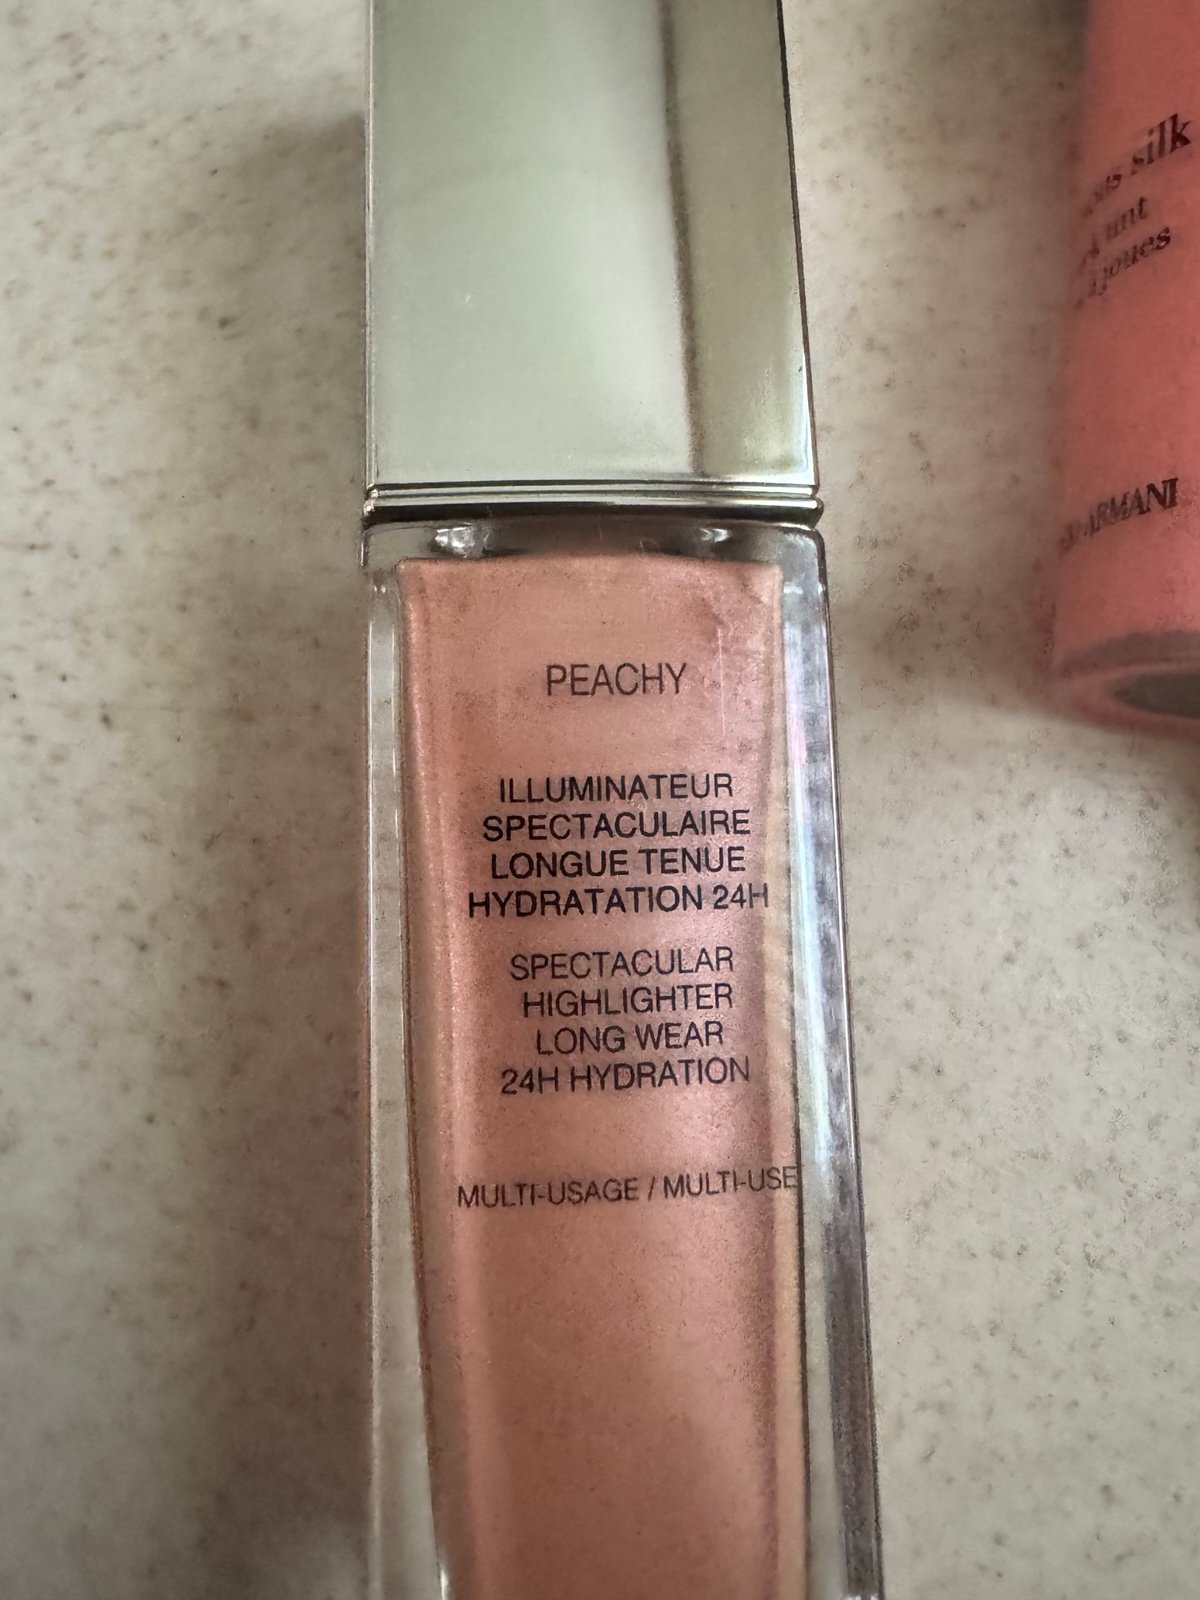 PEACHY
ILLUMINATEUR
SPECTACULAIRE
LONGUE TENUE
HYDRATATION 24H
SPECTACULAR
HIGHLIGHTER
LONG WEAR
24H HYDRATION
MULTI-USAGE / MULTI-USE
silk
ARMANI